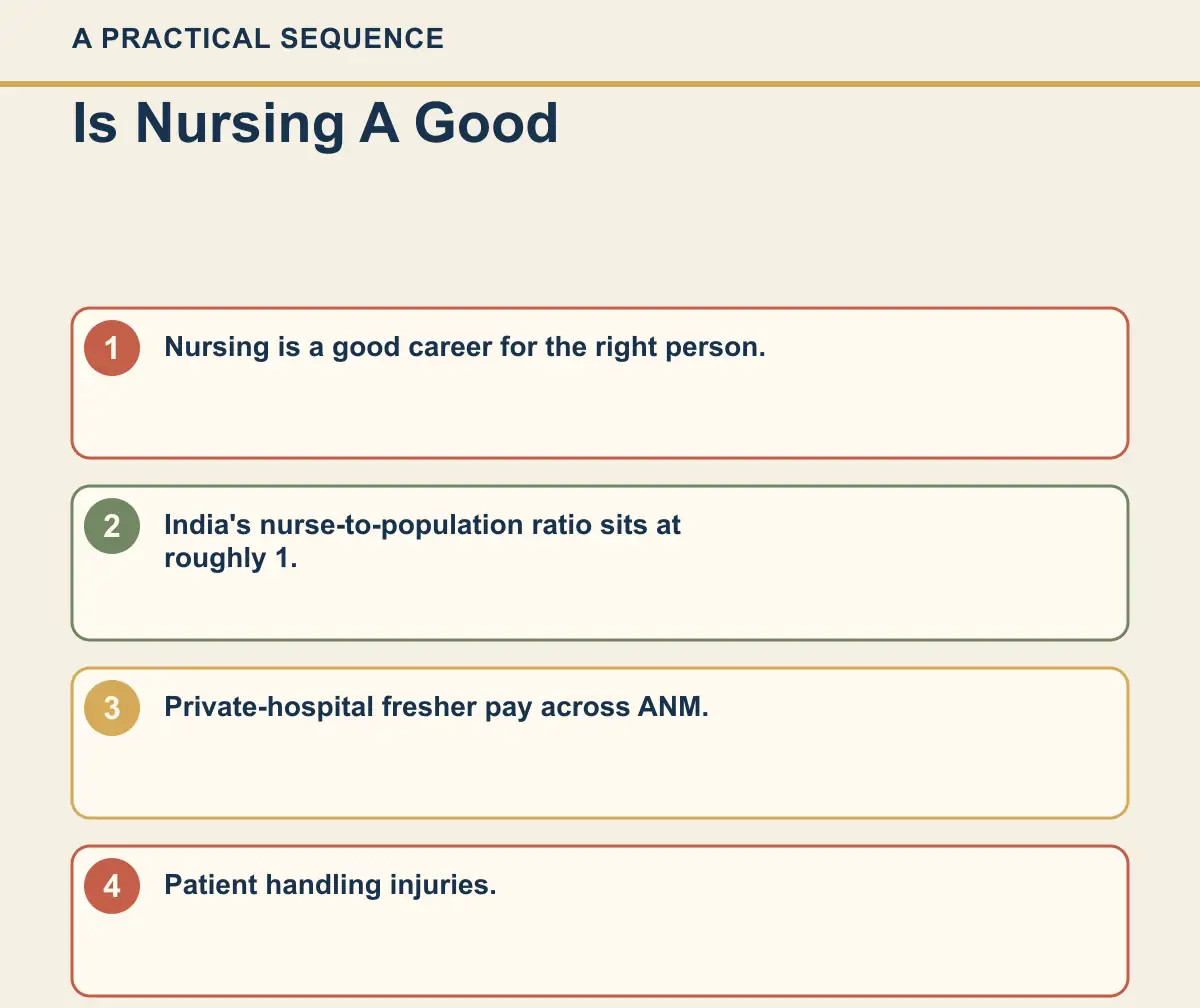 A PRACTICAL SEQUENCE
Is Nursing A Good
1
Nursing is a good career for the right person.
2
India's nurse-to-population ratio sits at
roughly 1.
3
Private-hospital fresher pay across ANM.
4
Patient handling injuries.